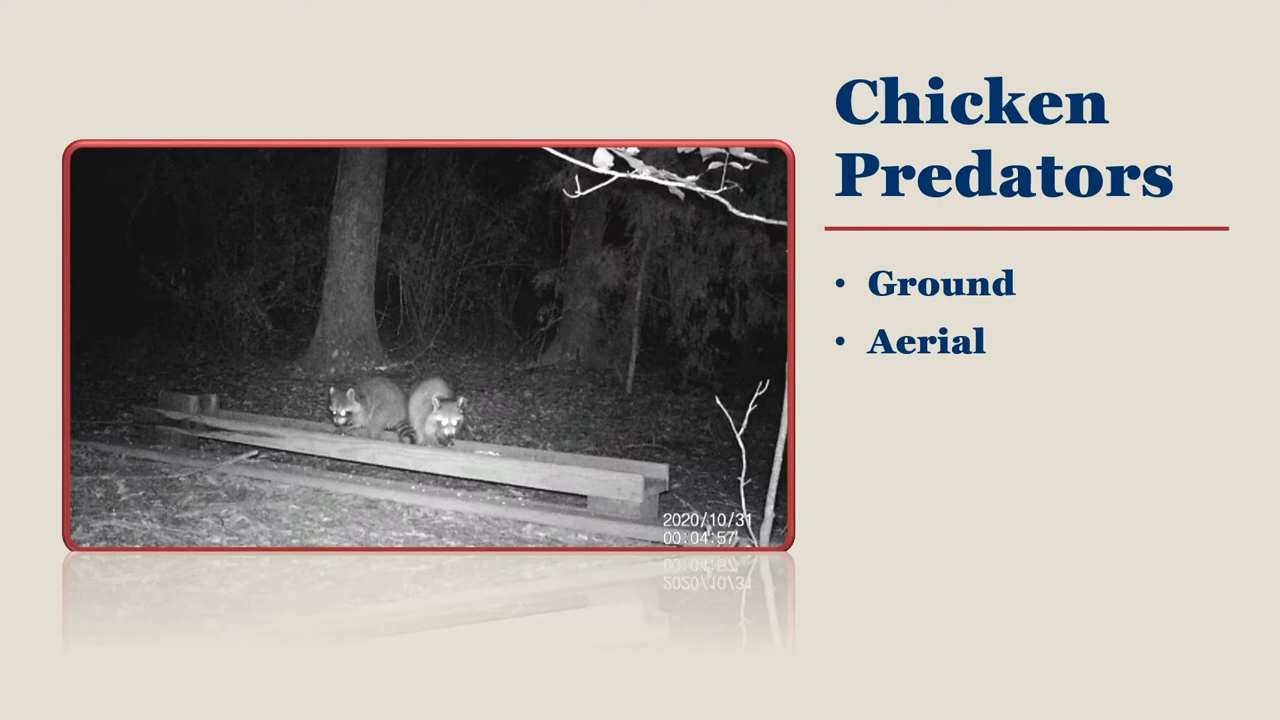 Chicken
Predators
• Ground
• Aerial
2020/10/31
00:04:57